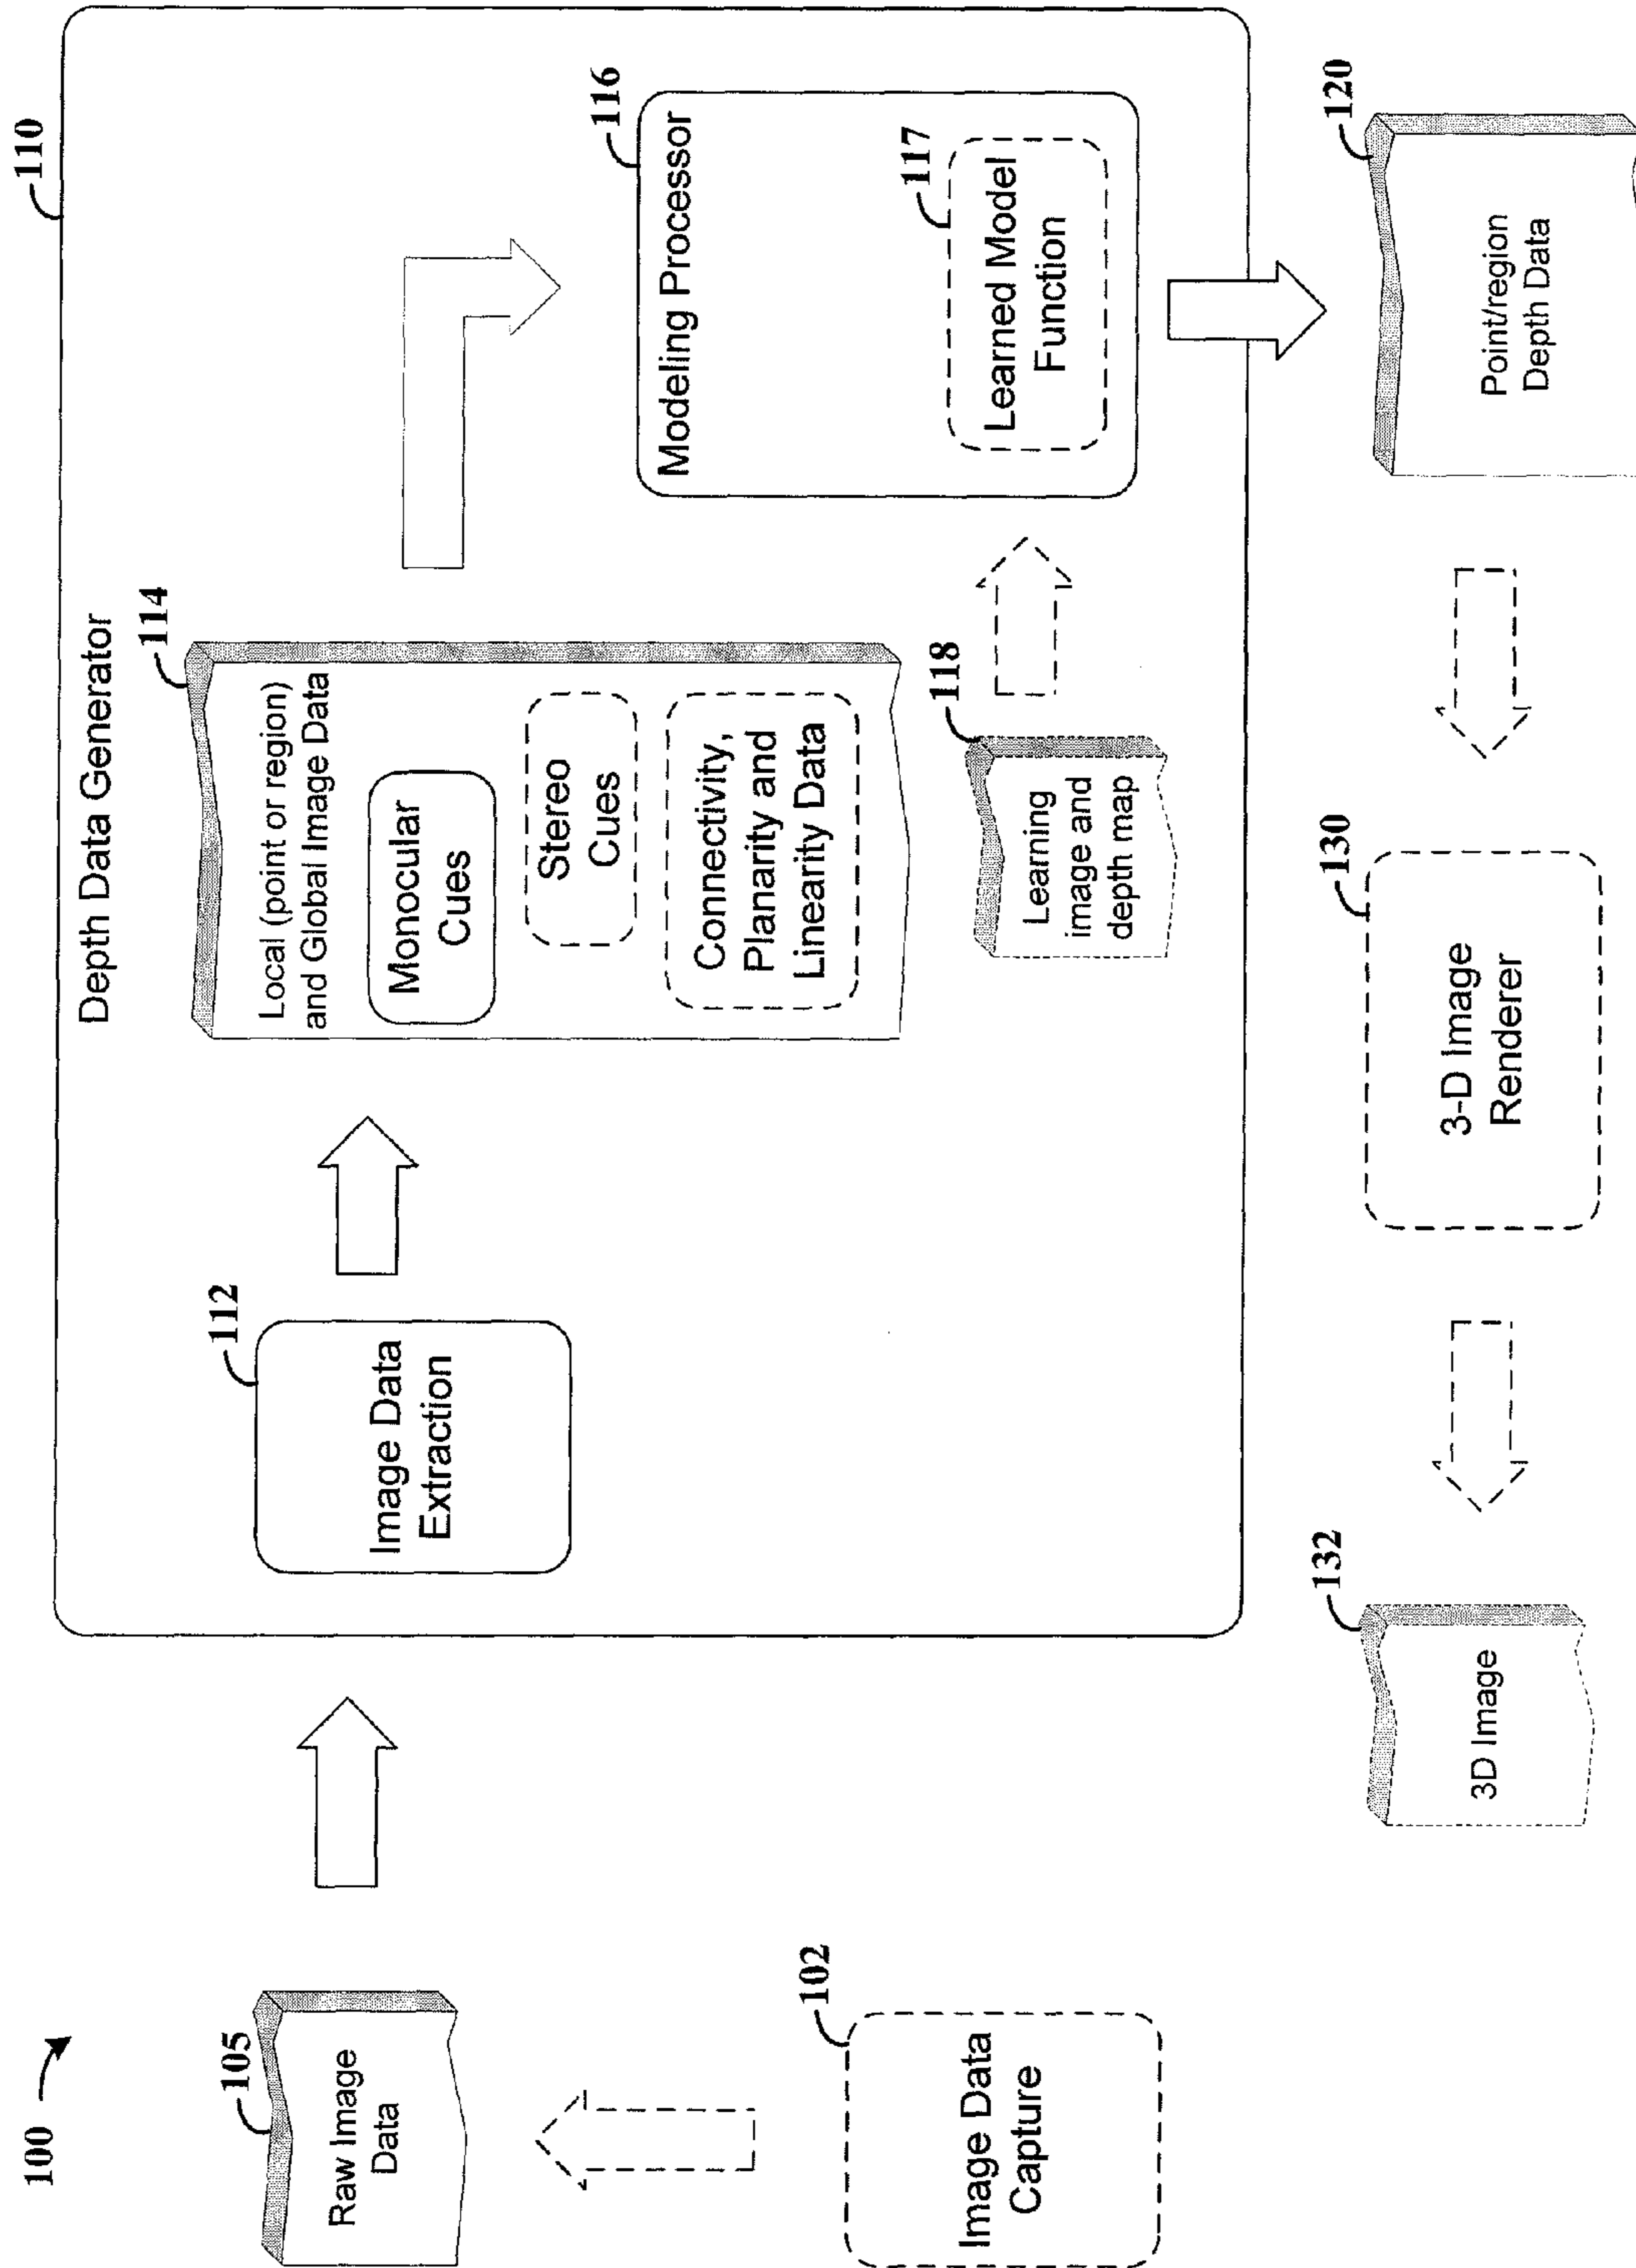 100
105
Raw Image
Data
102
Image Data
Capture
110
Depth Data Generator
112
Image Data
Extraction
114
Local (point or region)
and Global Image Data
Monocular
Cues
Stereo
Cues
Connectivity,
Planarity and
Linearity Data
116
Modeling Processor
117
Learned Model
Function
118
Learning
image and
depth map
120
Point/region
Depth Data
130
3-D Image
Renderer
132
3D Image